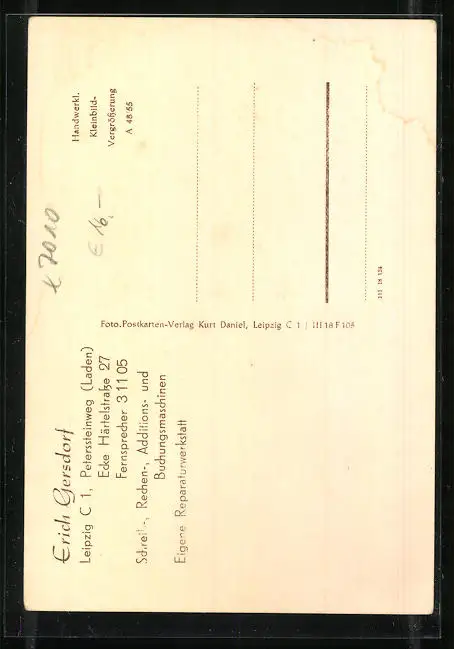 Erich Gersdorf
Leipzig C 1, Peterssteinweg (Laden)
Ecke Härtelstraße 27
Fernsprecher 311 05
Schreib-, Rechen-, Additions- und
Buchungsmaschinen
Eigene Reparaturwerkstatt
Foto-Postkarten-Verlag Kurt Daniel, Leipzig C 1 | III 18 F 105
7010
€ 16,–
Handwerkl.
Kleinbild-
Vergrößerung
A 48/55